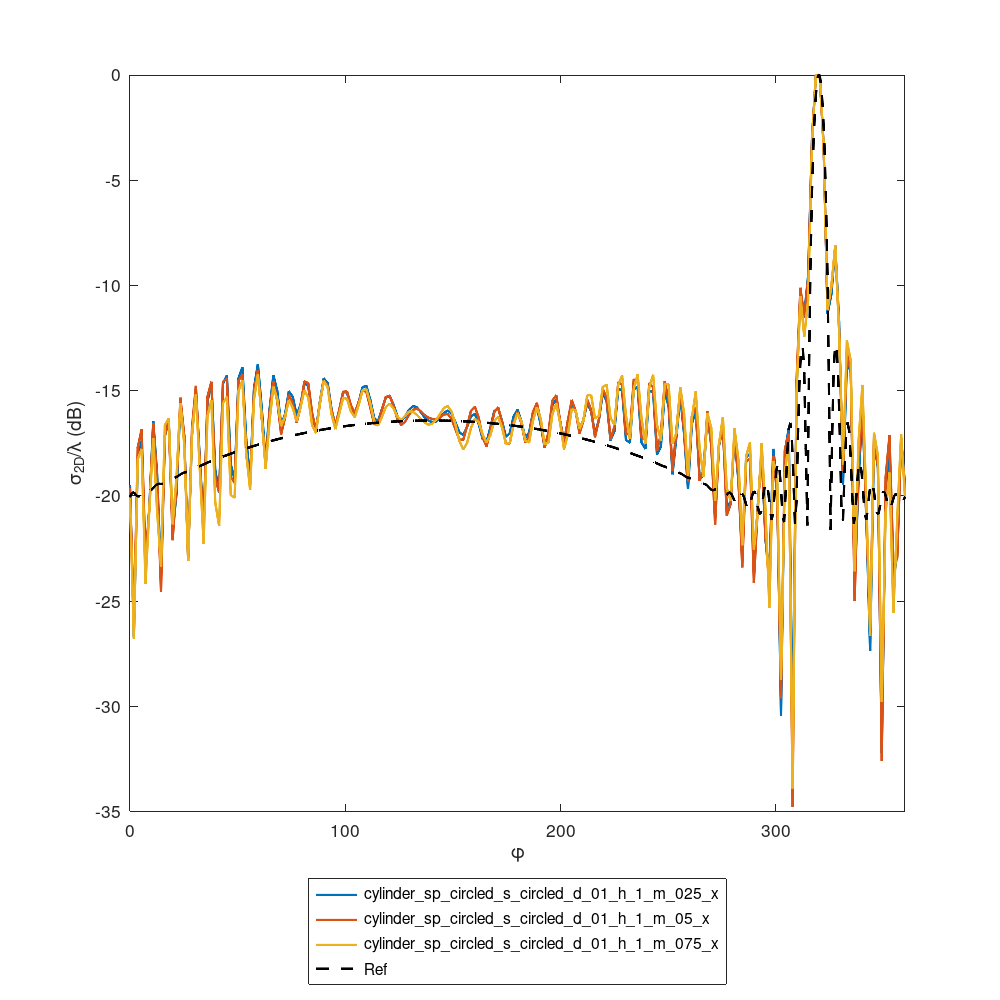 0
-5
-10
-15
-20
-25
-30
-35
σ2D/λ (dB)
0 100 200 300
φ
cylinder_sp_circled_s_circled_d_01_h_1_m_025_x
cylinder_sp_circled_s_circled_d_01_h_1_m_05_x
cylinder_sp_circled_s_circled_d_01_h_1_m_075_x
Ref